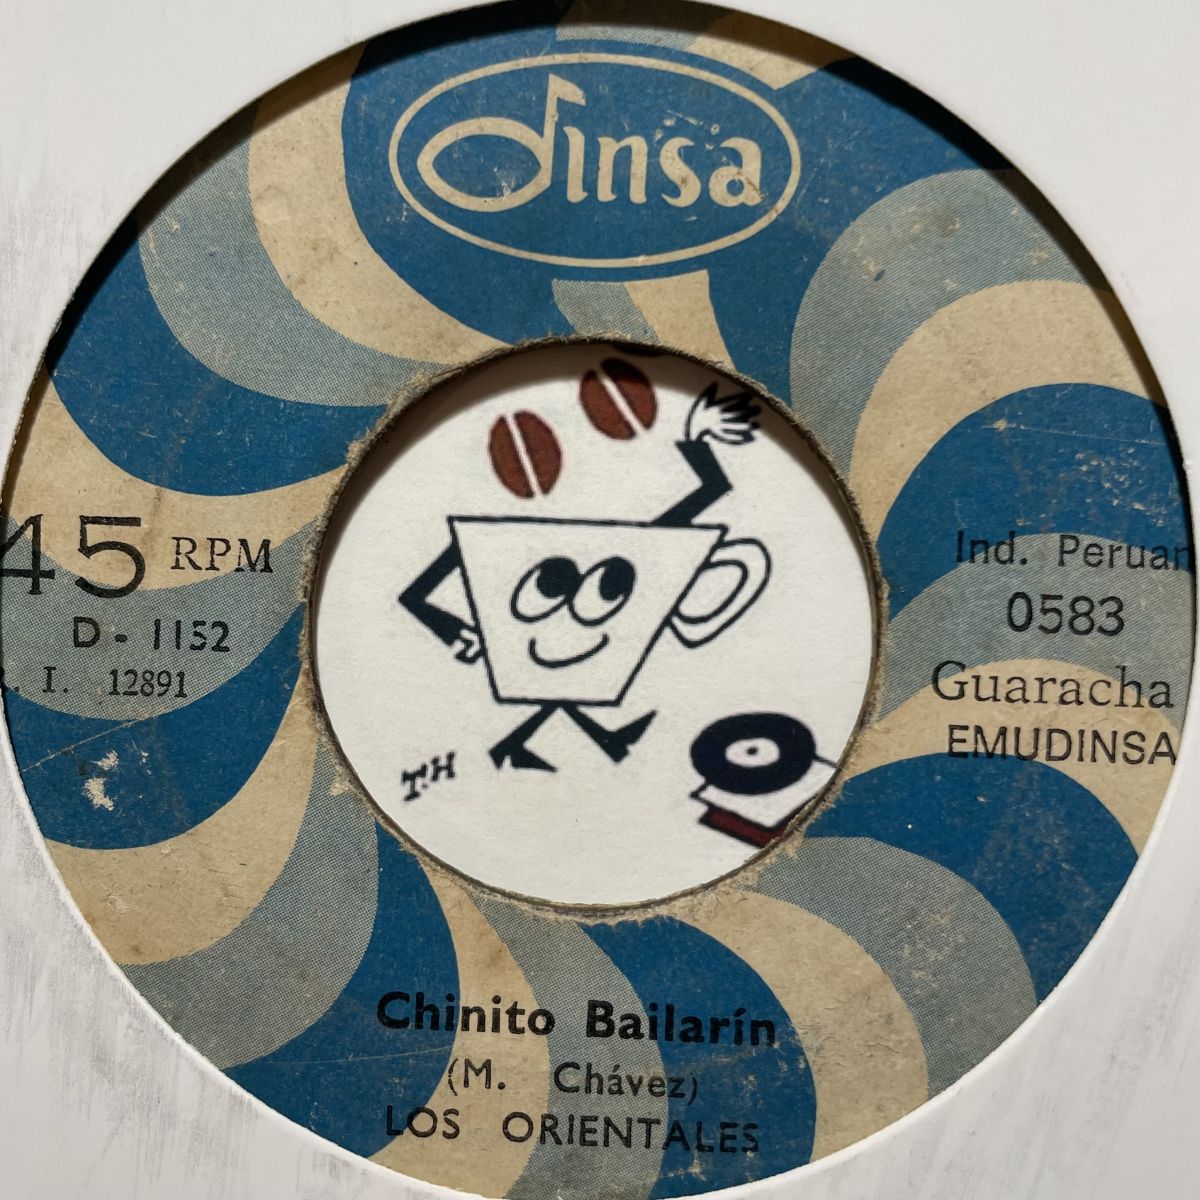 dinsa
45 RPM
D - 1152
. I. 12891
Ind. Peruan
0583
Guaracha
EMUDINSA
T.H
Chinito Bailarín
(M. Chávez)
LOS ORIENTALES